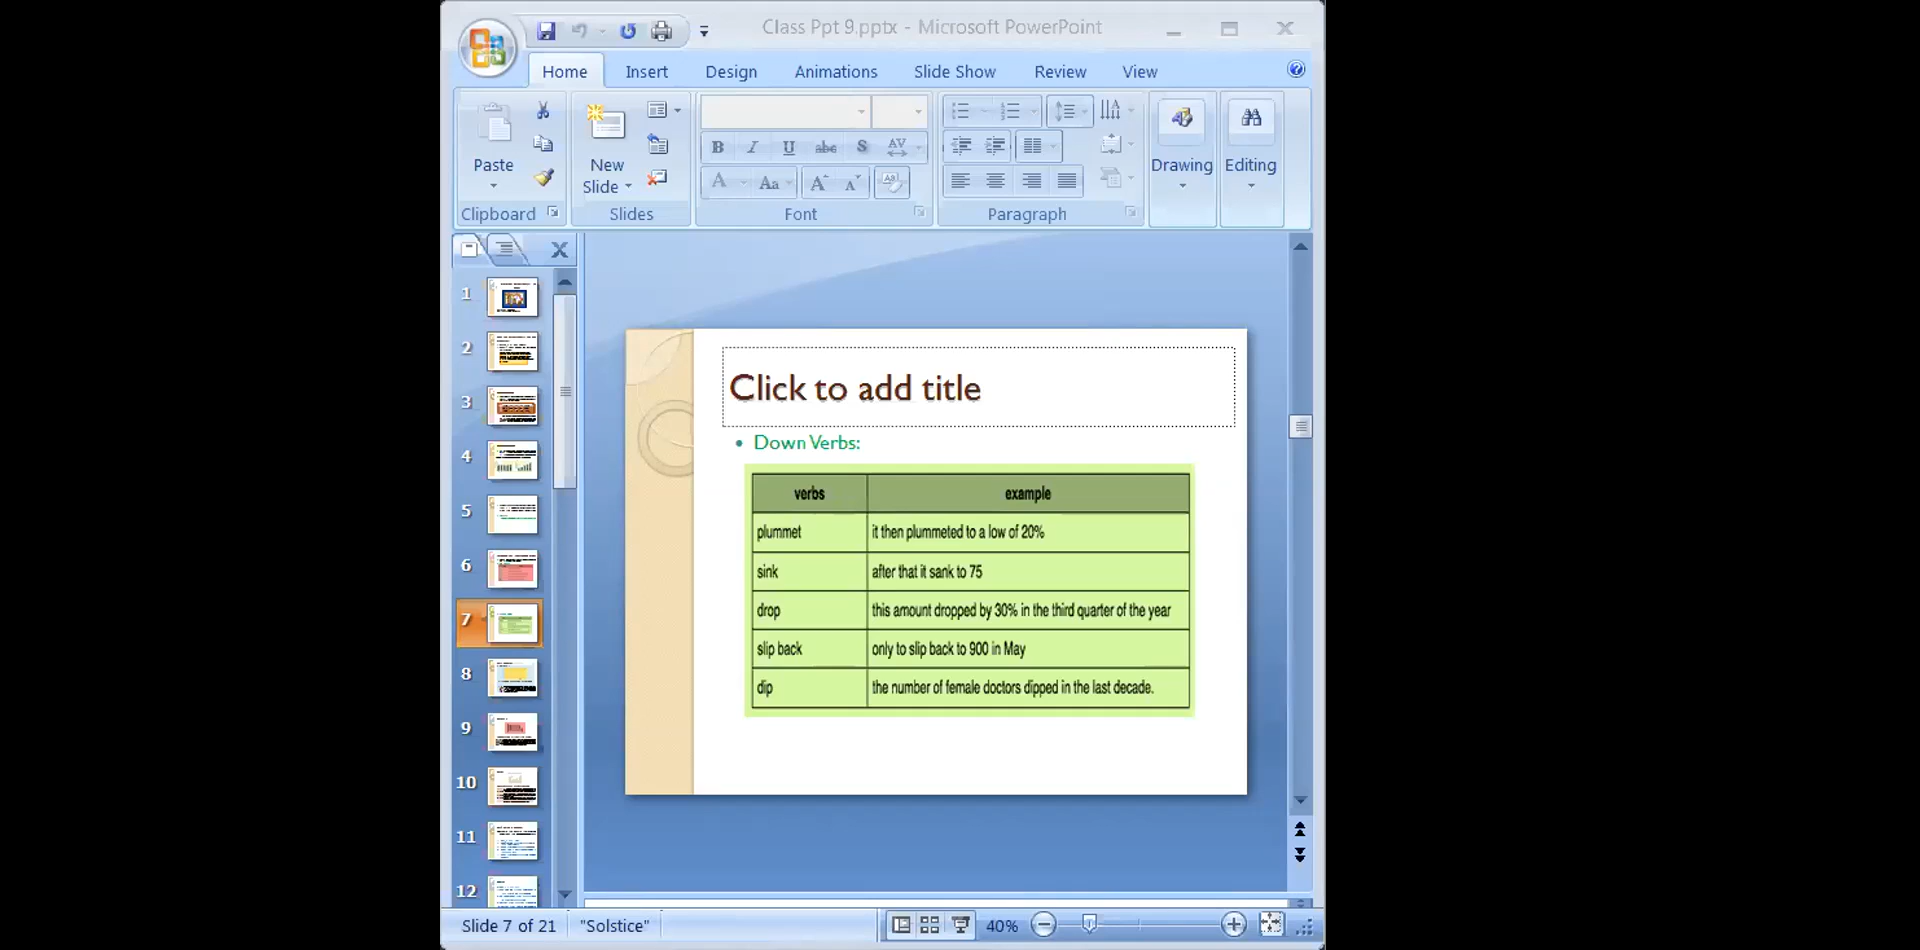 Class Ppt 9.pptx - Microsoft PowerPoint
Home Insert Design Animations Slide Show Review View
Paste
New Slide
B I U abc S AV
A Aa A A
Drawing
Editing
Clipboard Slides Font Paragraph
1
2
3
4
5
6
7
8
9
10
11
12
Click to add title
• Down Verbs:
verbs example
plummet it then plummeted to a low of 20%
sink after that it sank to 75
drop this amount dropped by 30% in the third quarter of the year
slip back only to slip back to 900 in May
dip the number of female doctors dipped in the last decade.
Slide 7 of 21 "Solstice" 40%